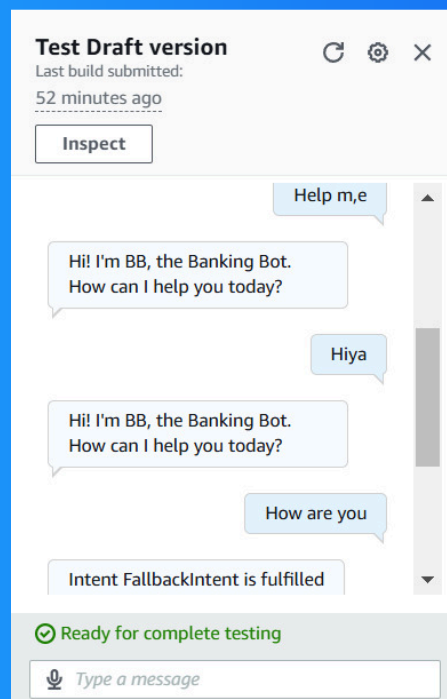 Test Draft version
Last build submitted:
52 minutes ago
Inspect
Help m,e
Hi! I'm BB, the Banking Bot.
How can I help you today?
Hiya
Hi! I'm BB, the Banking Bot.
How can I help you today?
How are you
Intent FallbackIntent is fulfilled
Ready for complete testing
Type a message